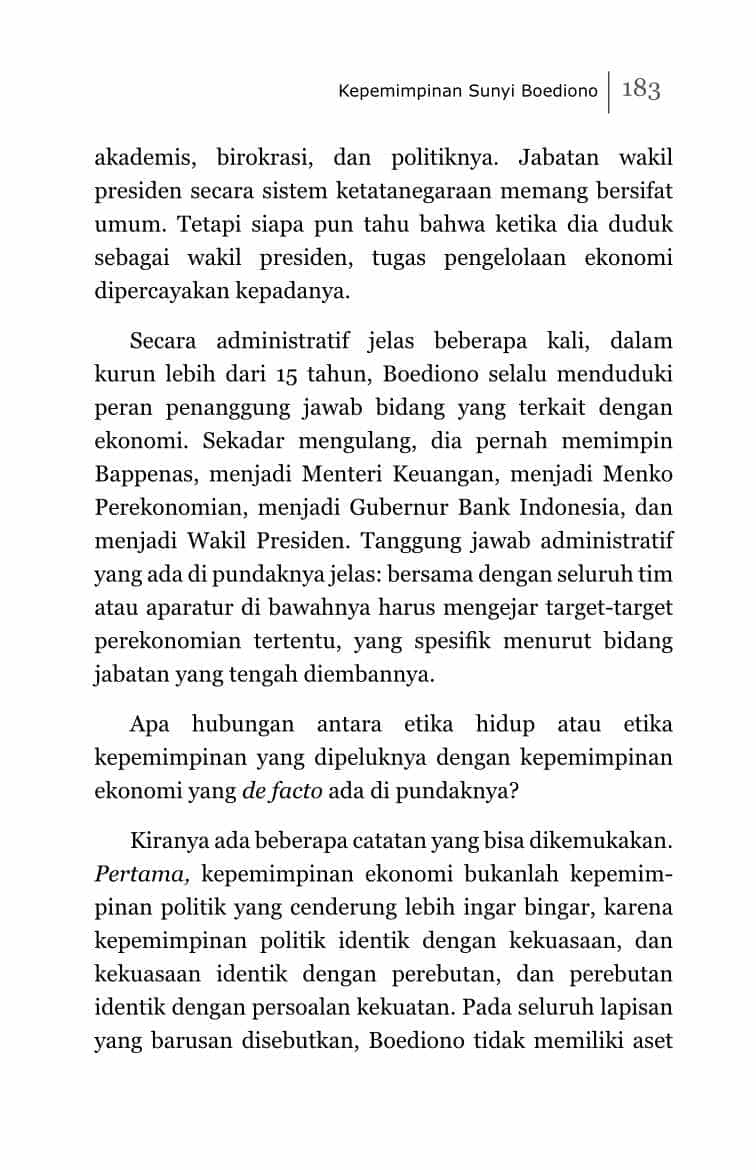 Kepemimpinan Sunyi Boediono 183
akademis, birokrasi, dan politiknya. Jabatan wakil
presiden secara sistem ketatanegaraan memang bersifat
umum. Tetapi siapa pun tahu bahwa ketika dia duduk
sebagai wakil presiden, tugas pengelolaan ekonomi
dipercayakan kepadanya.
Secara administratif jelas beberapa kali, dalam
kurun lebih dari 15 tahun, Boediono selalu menduduki
peran penanggung jawab bidang yang terkait dengan
ekonomi. Sekadar mengulang, dia pernah memimpin
Bappenas, menjadi Menteri Keuangan, menjadi Menko
Perekonomian, menjadi Gubernur Bank Indonesia, dan
menjadi Wakil Presiden. Tanggung jawab administratif
yang ada di pundaknya jelas: bersama dengan seluruh tim
atau aparatur di bawahnya harus mengejar target-target
perekonomian tertentu, yang spesifik menurut bidang
jabatan yang tengah diembannya.
Apa hubungan antara etika hidup atau etika
kepemimpinan yang dipeluknya dengan kepemimpinan
ekonomi yang de facto ada di pundaknya?
Kiranya ada beberapa catatan yang bisa dikemukakan.
Pertama, kepemimpinan ekonomi bukanlah kepemim-
pinan politik yang cenderung lebih ingar bingar, karena
kepemimpinan politik identik dengan kekuasaan, dan
kekuasaan identik dengan perebutan, dan perebutan
identik dengan persoalan kekuatan. Pada seluruh lapisan
yang barusan disebutkan, Boediono tidak memiliki aset